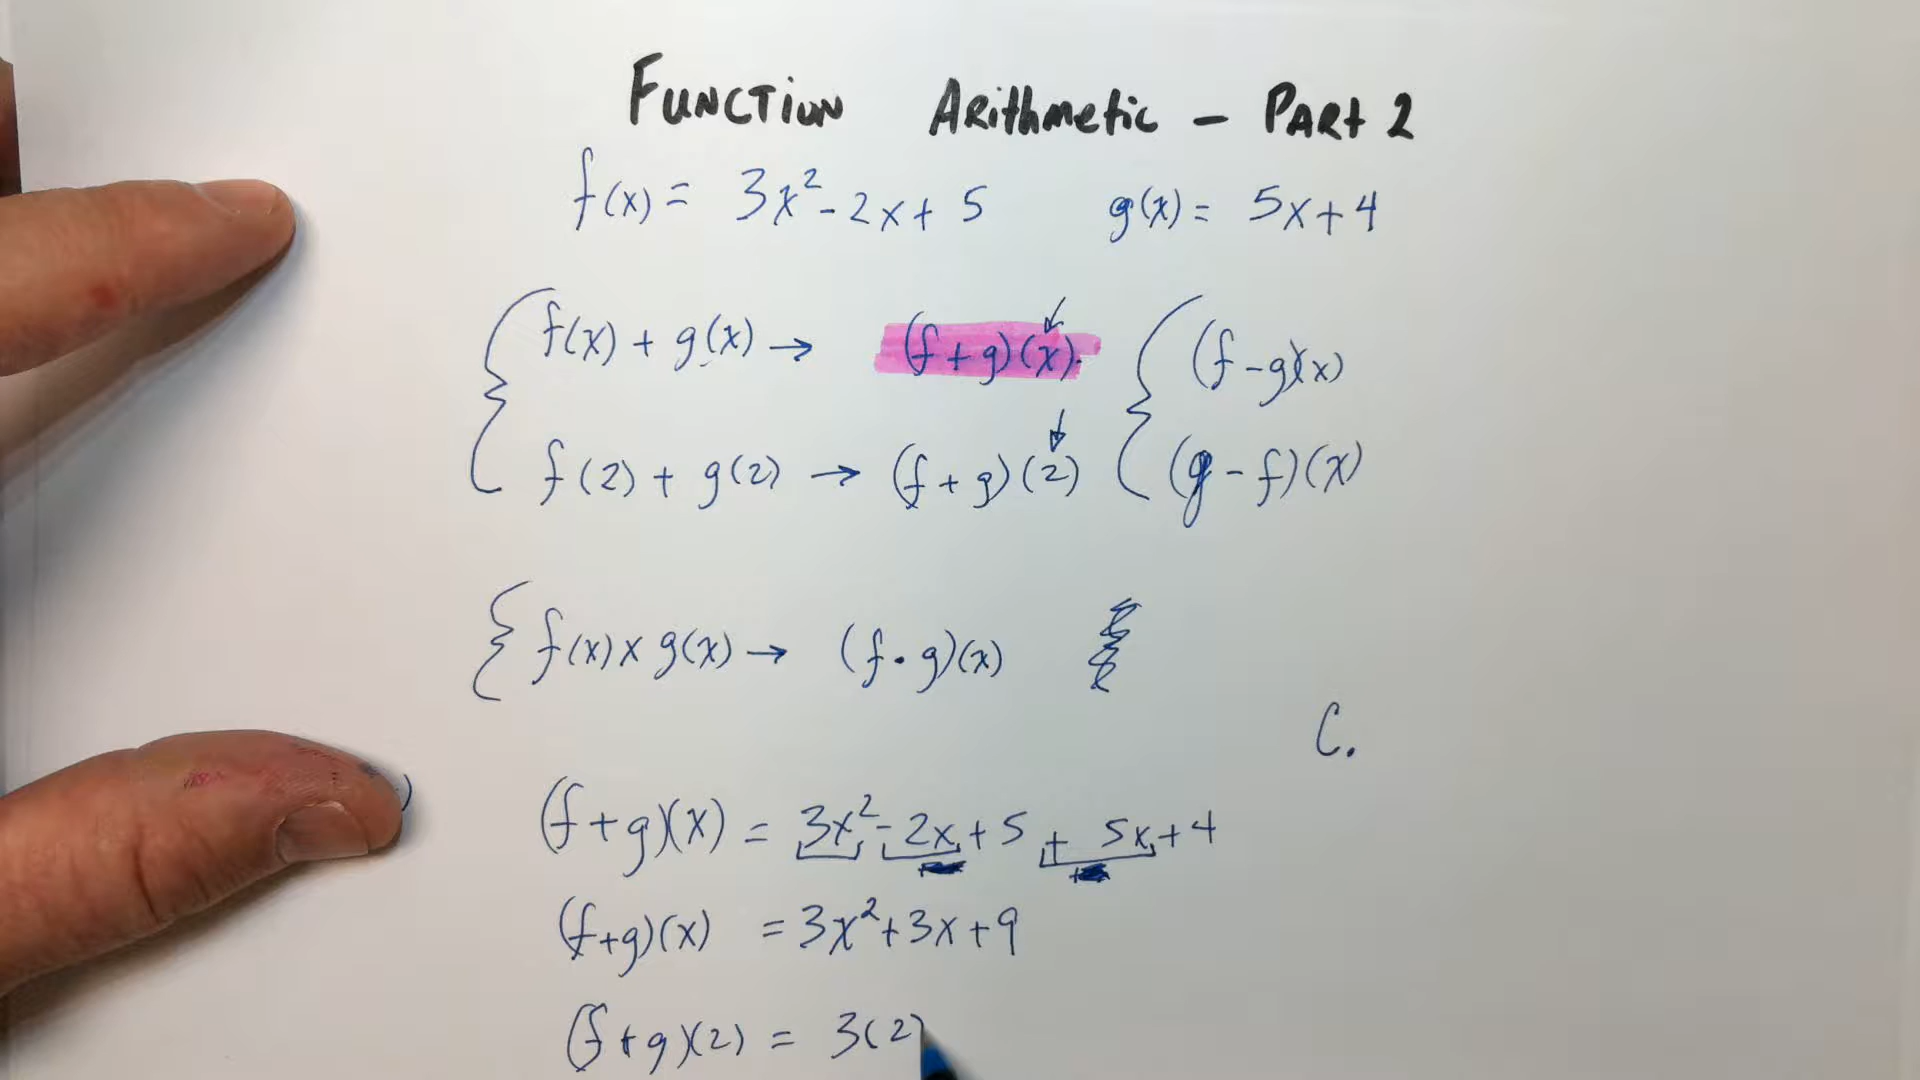 FUNCTION Arithmetic - PART 2
f(x) = 3x² - 2x + 5 g(x) = 5x + 4
f(x) + g(x) → (f + g)(x). (f - g)(x)
f(2) + g(2) → (f + g)(2) (g - f)(x)
f(x) x g(x) → (f · g)(x)
C.
(f + g)(x) = 3x² - 2x + 5 + 5x + 4
(f + g)(x) = 3x² + 3x + 9
(f + g)(2) = 3(2)